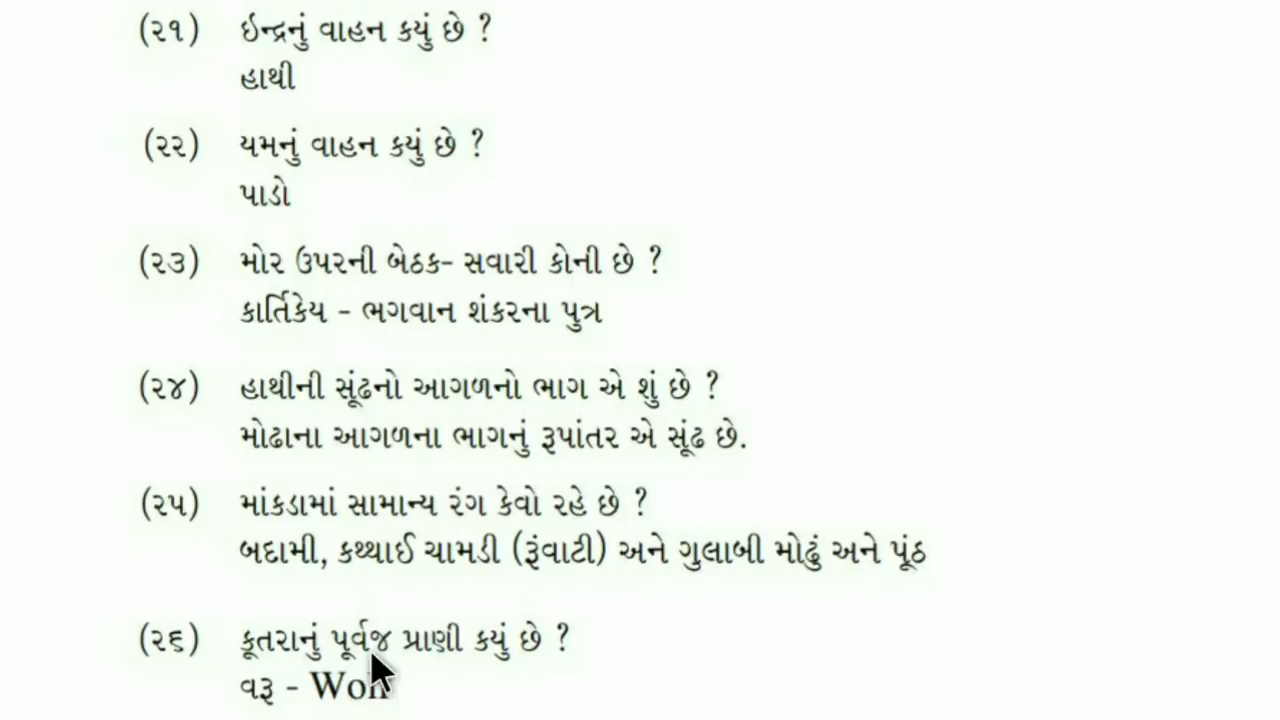 (૨૧) ઇન્દ્રનું વાહન કયું છે ?
હાથી
(૨૨) યમનું વાહન કયું છે ?
પાડો
(૨૩) મોર ઉપરની બેઠક- સવારી કોની છે ?
કાર્તિકેય - ભગવાન શંકરના પુત્ર
(૨૪) હાથીની સૂંઢનો આગળનો ભાગ એ શું છે ?
મોઢાના આગળના ભાગનું રૂપાંતર એ સૂંઢ છે.
(૨૫) માંકડામાં સામાન્ય રંગ કેવો રહે છે ?
બદામી, કથ્થાઈ ચામડી (રૂંવાટી) અને ગુલાબી મોઢું અને પૂંઠ
(૨૬) કૂતરાનું પૂર્વજ પ્રાણી કયું છે ?
વરૂ -